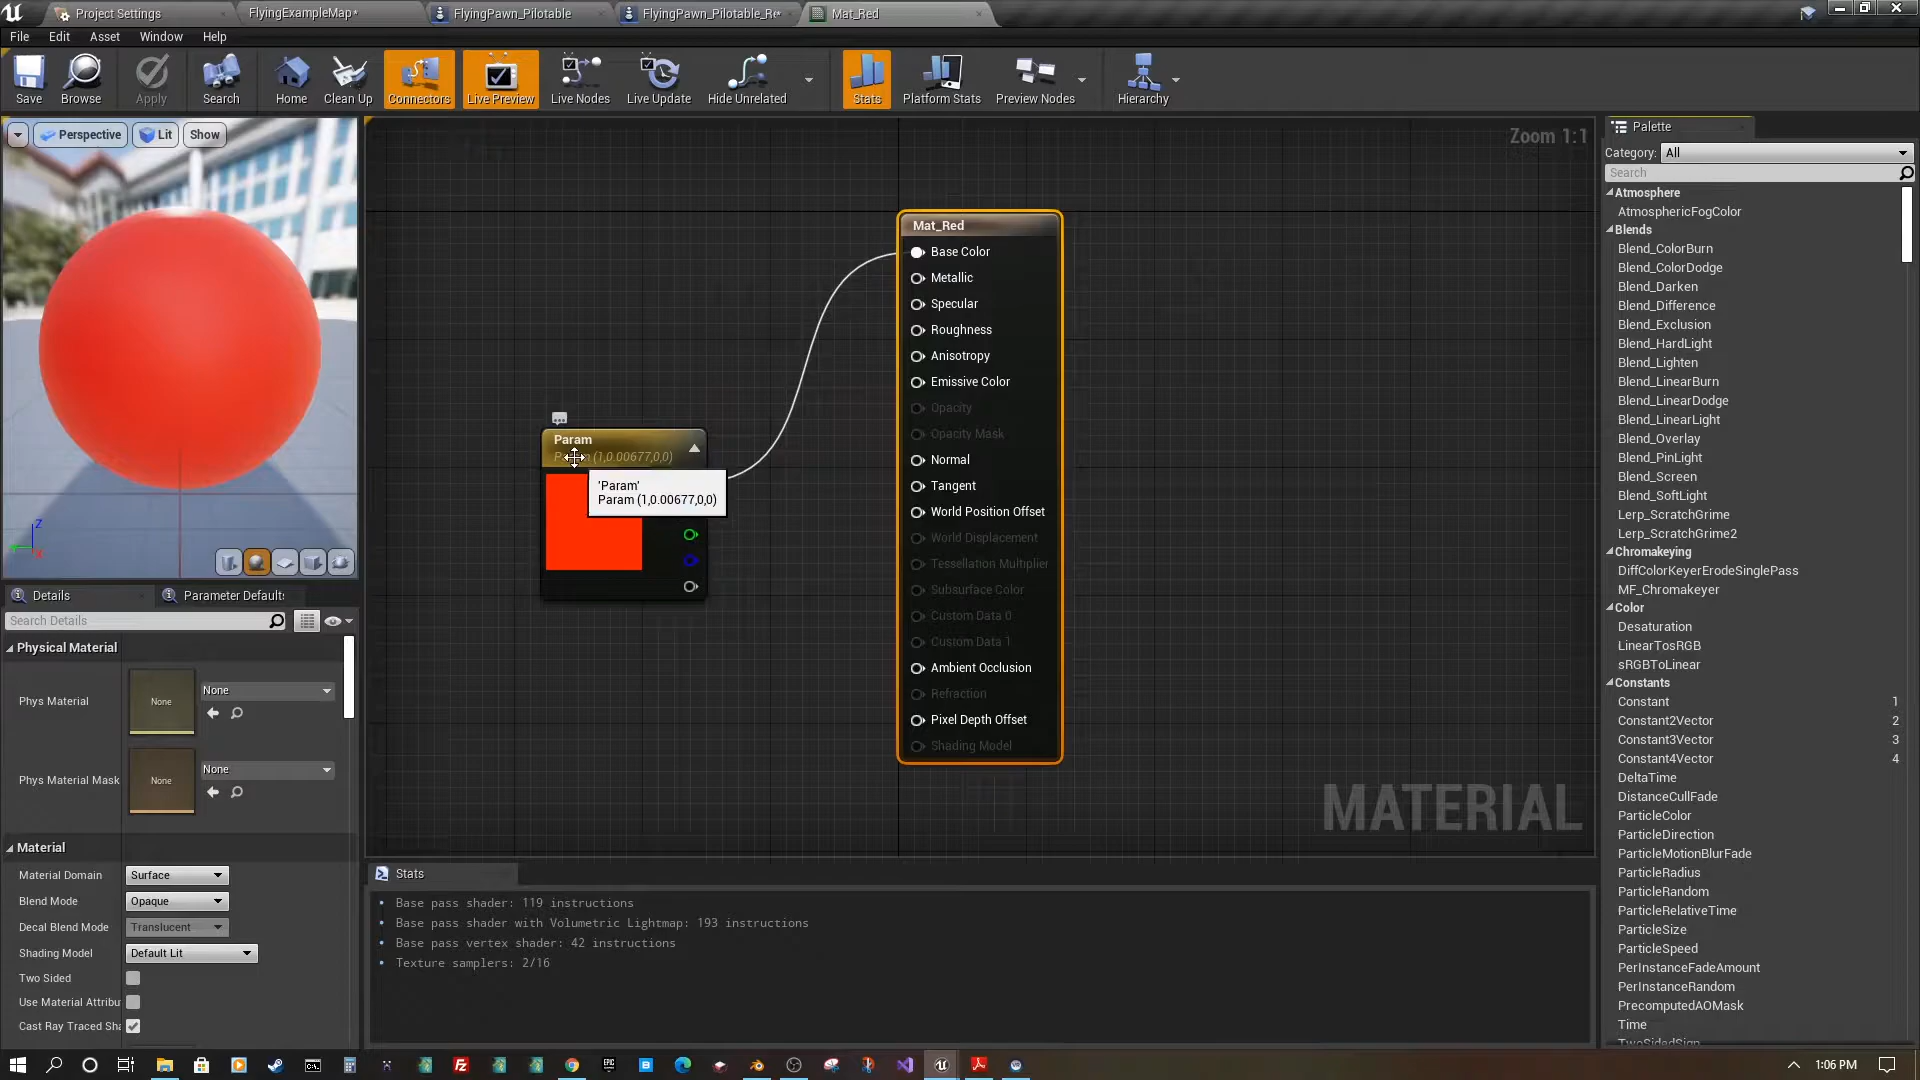 Project Settings
FlyingExampleMap*
FlyingPawn_Pilotable
FlyingPawn_Pilotable_Re*
Mat_Red
File Edit Asset Window Help
Save
Browse
Apply
Search
Home
Clean Up
Connectors
Live Preview
Live Nodes
Live Update
Hide Unrelated
Stats
Platform Stats
Preview Nodes
Hierarchy
Perspective
Lit
Show
Z
X
Zoom 1:1
Mat_Red
Base Color
Metallic
Specular
Roughness
Anisotropy
Emissive Color
Opacity
Opacity Mask
Normal
Tangent
World Position Offset
World Displacement
Tessellation Multiplier
Subsurface Color
Custom Data 0
Custom Data 1
Ambient Occlusion
Refraction
Pixel Depth Offset
Shading Model
Param
(1,0.00677,0,0)
'Param'
Param (1,0.00677,0,0)
MATERIAL
Details
Parameter Defaults
Search Details
Physical Material
Phys Material
None
None
Phys Material Mask
None
None
Material
Material Domain Surface
Blend Mode Opaque
Decal Blend Mode Translucent
Shading Model Default Lit
Two Sided
Use Material Attribu
Cast Ray Traced Sha
Stats
• Base pass shader: 119 instructions
• Base pass shader with Volumetric Lightmap: 193 instructions
• Base pass vertex shader: 42 instructions
• Texture samplers: 2/16
Palette
Category: All
Search
Atmosphere
AtmosphericFogColor
Blends
Blend_ColorBurn
Blend_ColorDodge
Blend_Darken
Blend_Difference
Blend_Exclusion
Blend_HardLight
Blend_Lighten
Blend_LinearBurn
Blend_LinearDodge
Blend_LinearLight
Blend_Overlay
Blend_PinLight
Blend_Screen
Blend_SoftLight
Lerp_ScratchGrime
Lerp_ScratchGrime2
Chromakeying
DiffColorKeyerErodeSinglePass
MF_Chromakeyer
Color
Desaturation
LinearTosRGB
sRGBToLinear
Constants
Constant 1
Constant2Vector 2
Constant3Vector 3
Constant4Vector 4
DeltaTime
DistanceCullFade
ParticleColor
ParticleDirection
ParticleMotionBlurFade
ParticleRadius
ParticleRandom
ParticleRelativeTime
ParticleSize
ParticleSpeed
PerInstanceFadeAmount
PerInstanceRandom
PrecomputedAOMask
Time
TwoSidedSign
1:06 PM